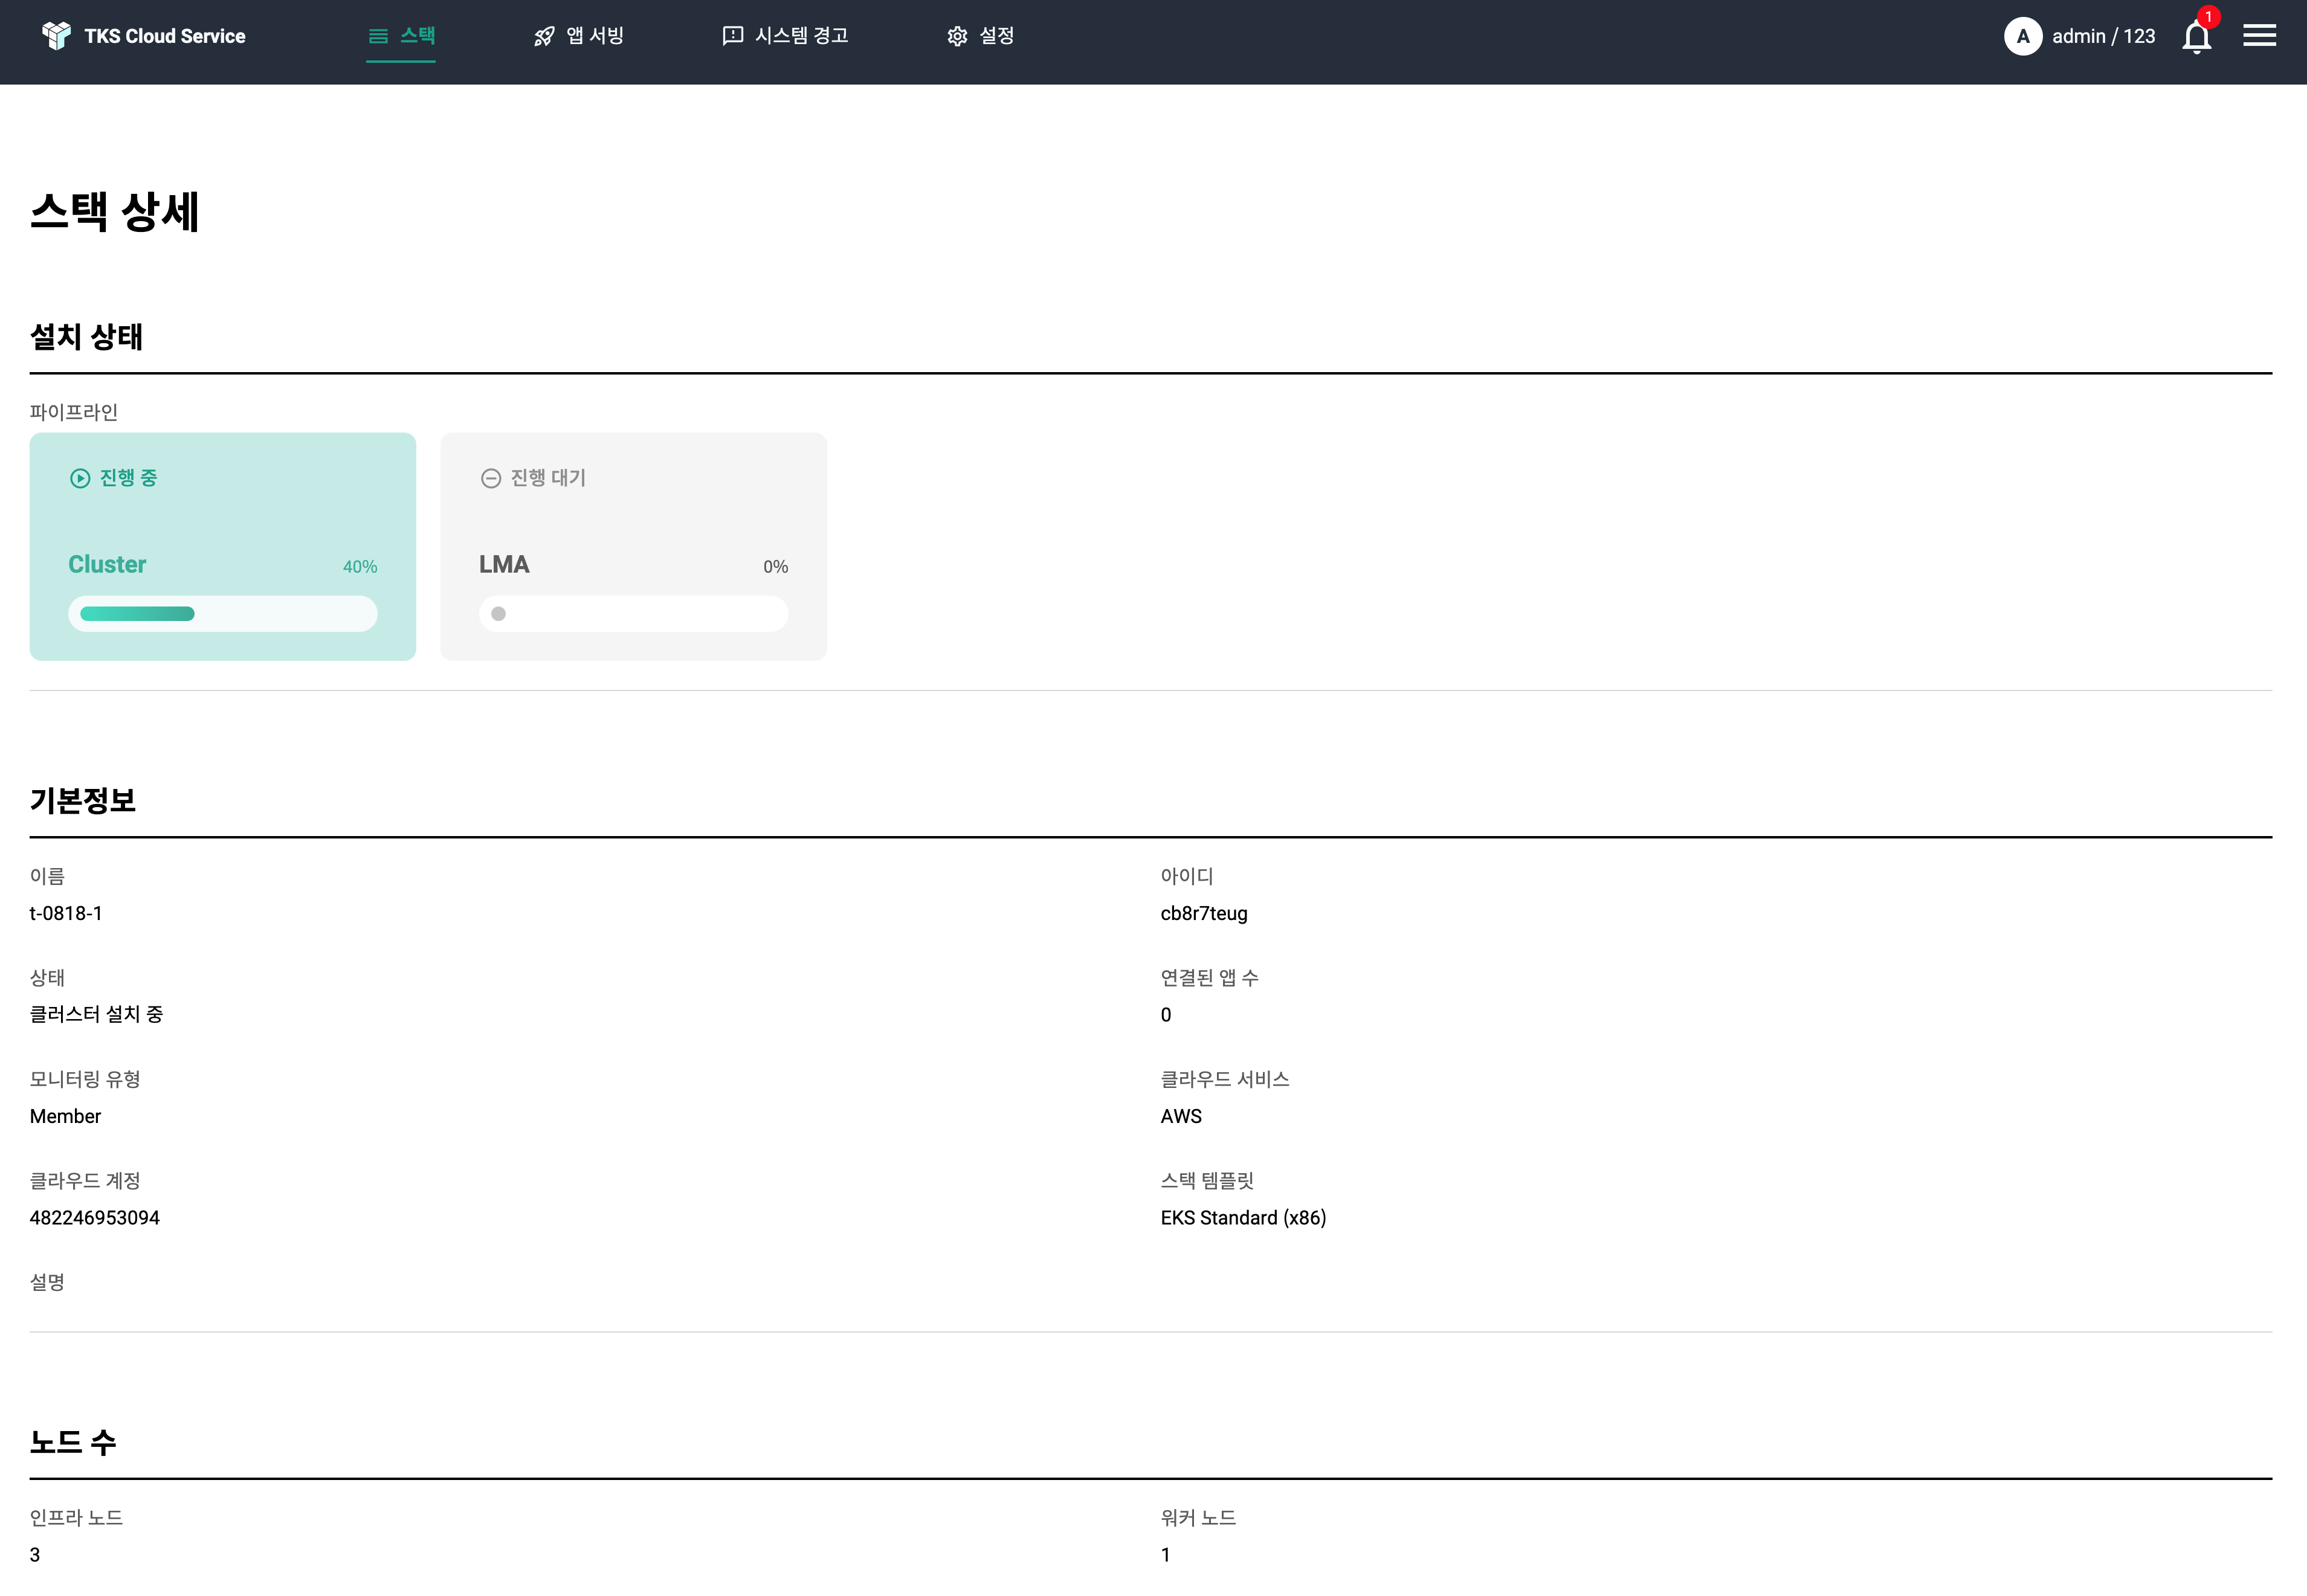 TKS Cloud Service
스택
앱 서빙
시스템 경고
설정
A
admin / 123
1
스택 상세
설치 상태
파이프라인
진행 중
Cluster
40%
진행 대기
LMA
0%
기본정보
이름
t-0818-1
아이디
cb8r7teug
상태
클러스터 설치 중
연결된 앱 수
0
모니터링 유형
Member
클라우드 서비스
AWS
클라우드 계정
482246953094
스택 템플릿
EKS Standard (x86)
설명
노드 수
인프라 노드
3
워커 노드
1